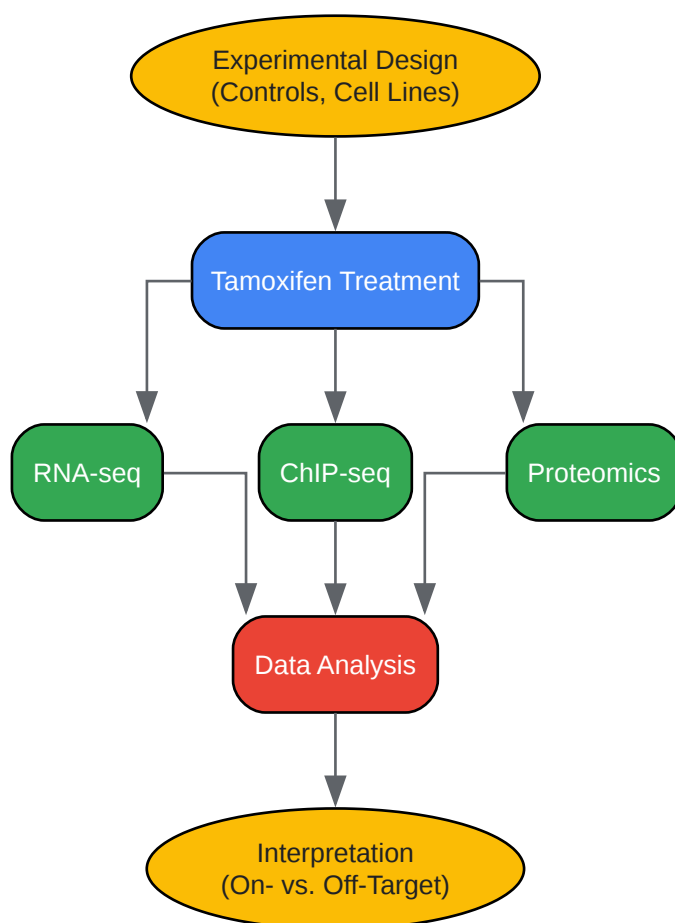 Experimental Design
(Controls, Cell Lines)
Tamoxifen Treatment
RNA-seq
ChIP-seq
Proteomics
Data Analysis
Interpretation
(On- vs. Off-Target)